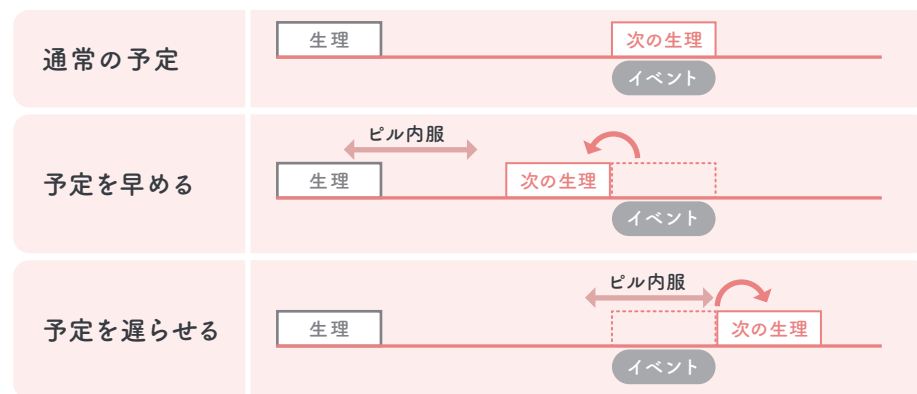 通常の予定
生理
次の生理
イベント
予定を早める
ピル内服
生理
次の生理
イベント
予定を遅らせる
ピル内服
生理
次の生理
イベント